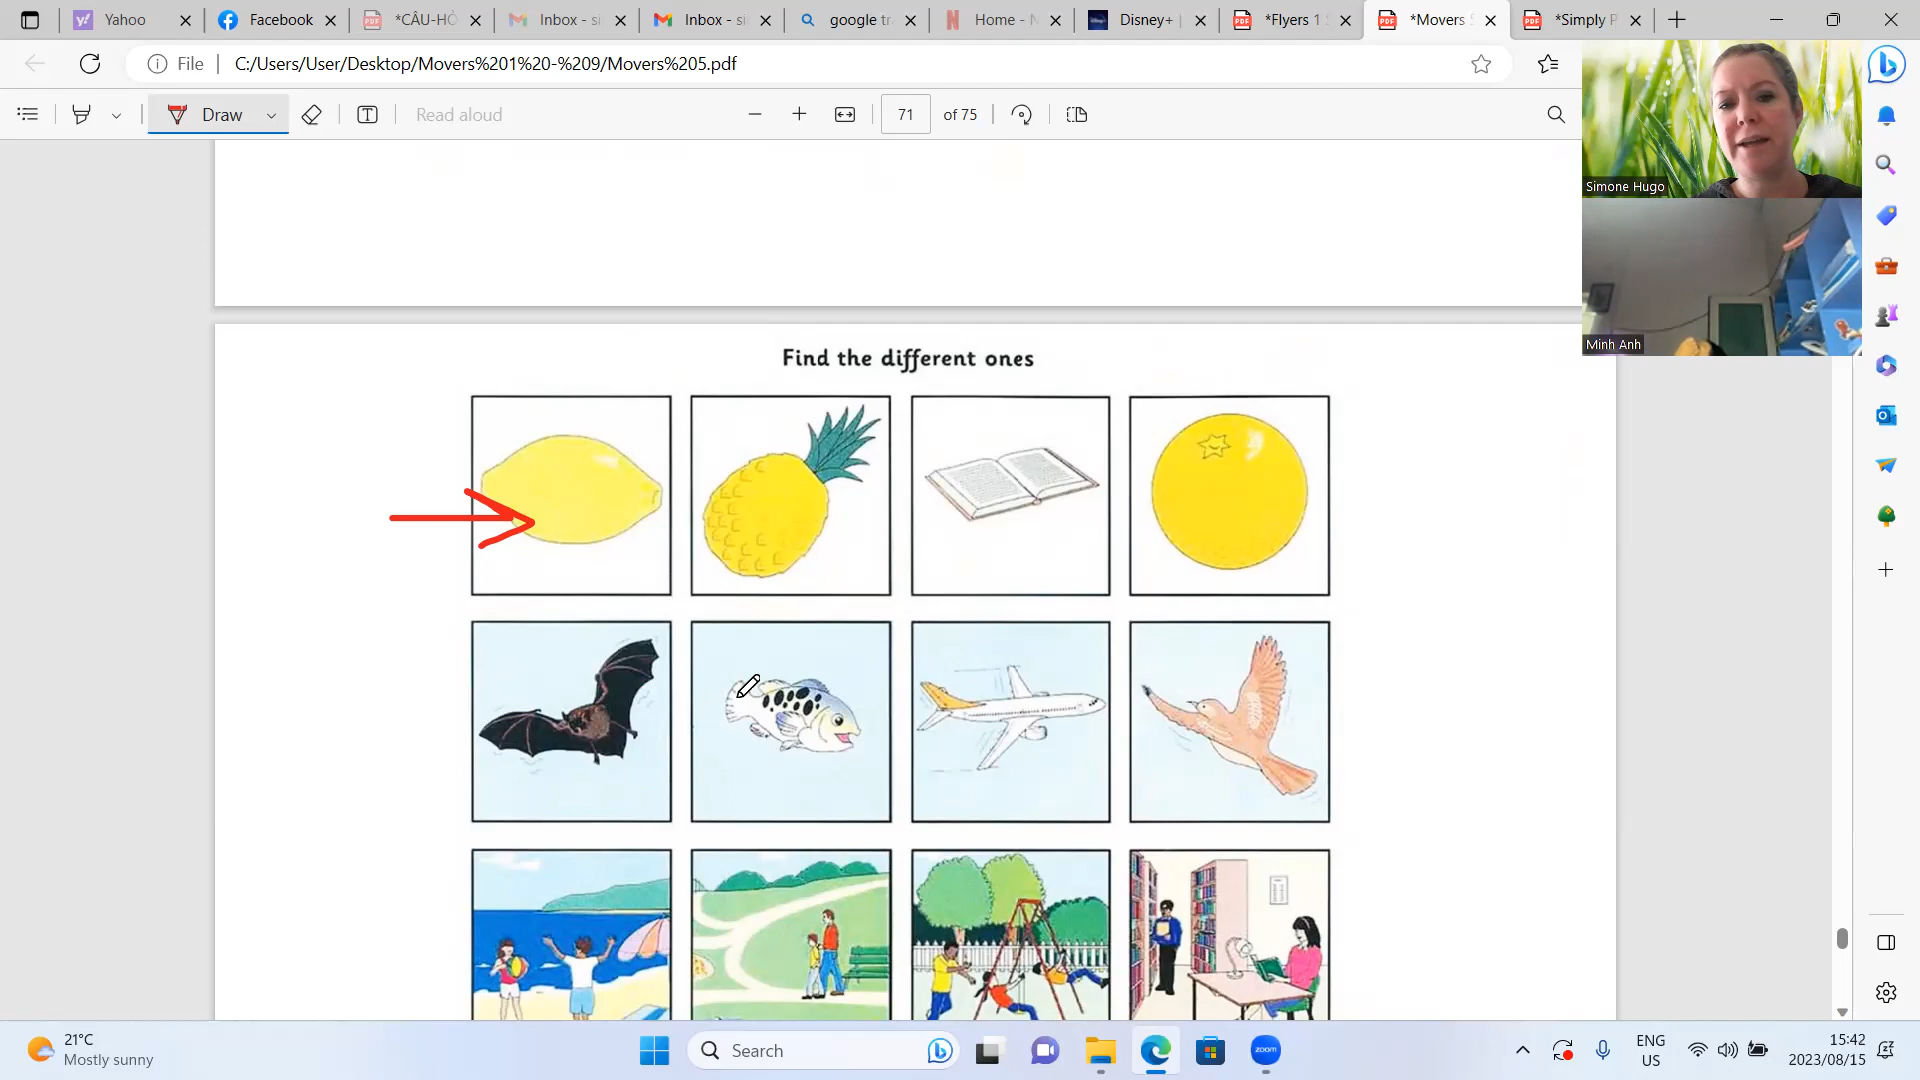 Yahoo
Facebook
*CÂU-HỎ
Inbox - si
Inbox - si
google tr
Home - N
Disney+ |
*Flyers 1 S
*Movers 5
*Simply P
File
C:/Users/User/Desktop/Movers%201%20-%209/Movers%205.pdf
Draw
Read aloud
71
of 75
Simone Hugo
Minh Anh
Find the different ones
21°C
Mostly sunny
Search
zoom
ENG
US
15:42
2023/08/15